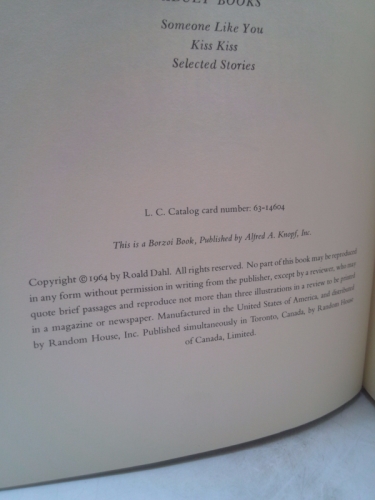 ADULT BOOKS
Someone Like You
Kiss Kiss
Selected Stories
L. C. Catalog card number: 63-14604
This is a Borzoi Book, Published by Alfred A. Knopf, Inc.
Copyright © 1964 by Roald Dahl. All rights reserved. No part of this book may be reproduced
in any form without permission in writing from the publisher, except by a reviewer, who may
quote brief passages and reproduce not more than three illustrations in a review to be printed
in a magazine or newspaper. Manufactured in the United States of America, and distributed
by Random House, Inc. Published simultaneously in Toronto, Canada, by Random House
of Canada, Limited.